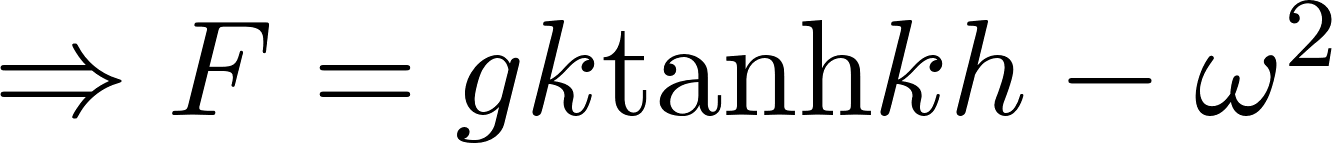 ⇒ F = gktanhkh − ω²